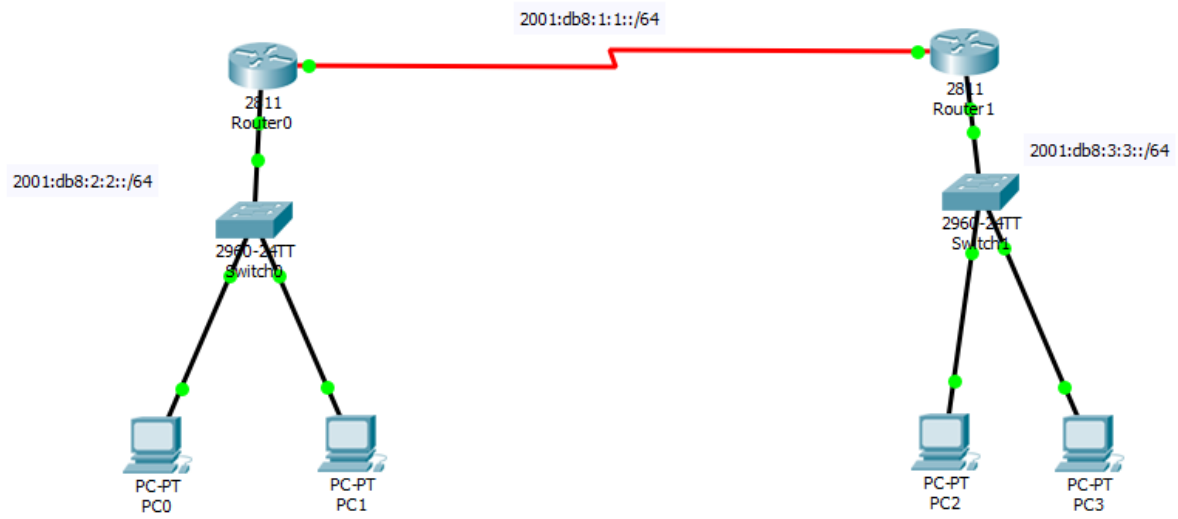 2001:db8:1:1::/64
2811
Router0
2811
Router1
2001:db8:2:2::/64
2001:db8:3:3::/64
2960-24TT
Switch0
2960-24TT
Switch1
PC-PT
PC0
PC-PT
PC1
PC-PT
PC2
PC-PT
PC3